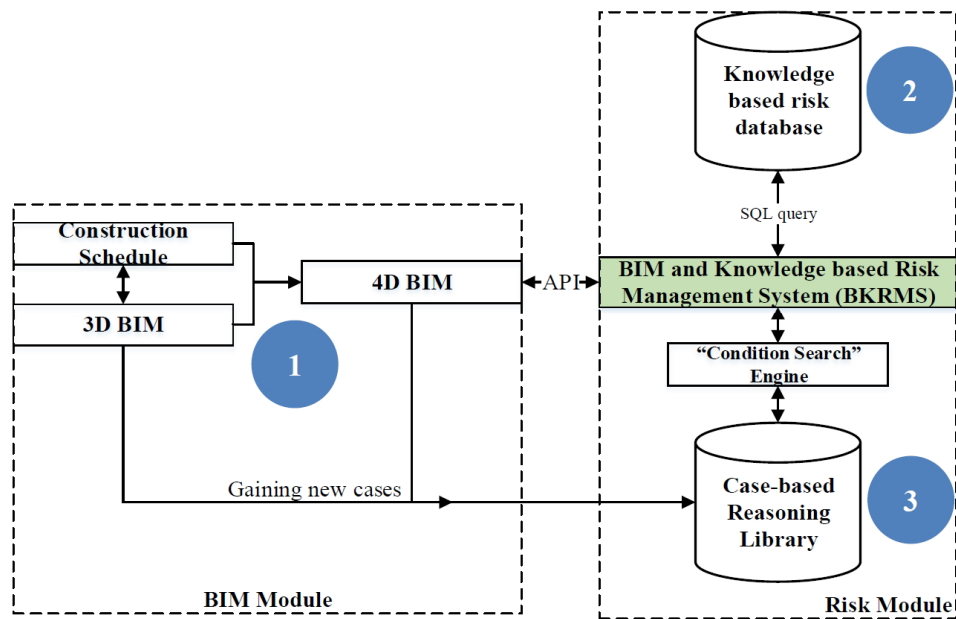 Knowledge
based risk
database
2
SQL query
Construction
Schedule
3D BIM
4D BIM
API
BIM and Knowledge based Risk
Management System (BKRMS)
1
“Condition Search”
Engine
Gaining new cases
Case-based
Reasoning
Library
3
BIM Module
Risk Module